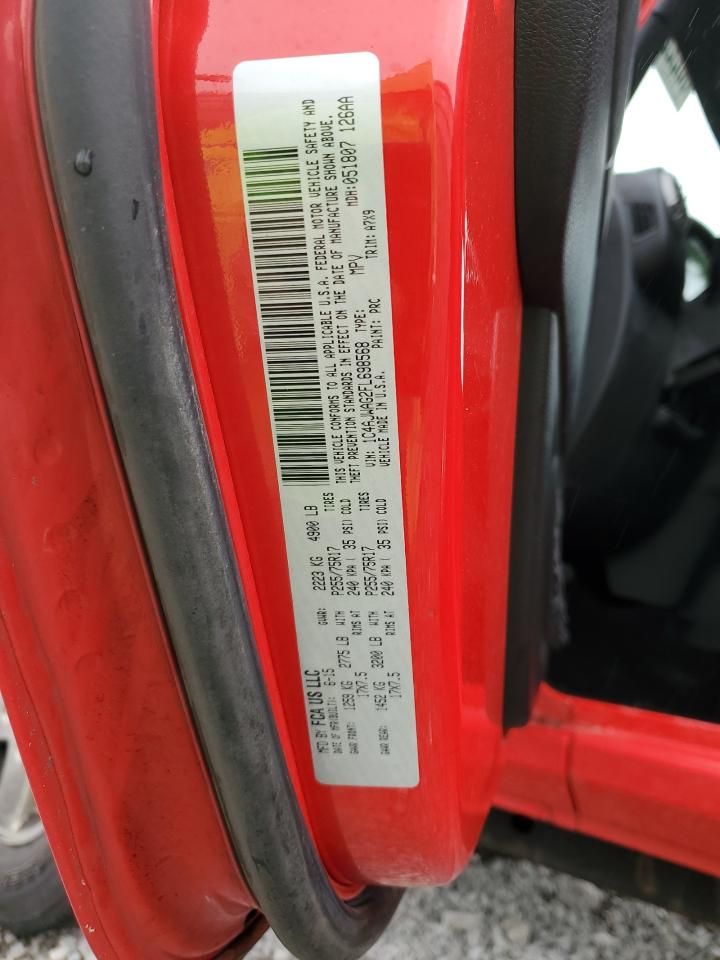 MFD BY: FCA US LLC
DATE OF MFR(BUILT): 6-15 GVWR: 2223 KG 4900 LB
GAWR FRONT: 1259 KG 2775 LB WITH P255/75R17 TIRES
17X7.5 RIMS AT 240 KPA ( 35 PSI) COLD
GAWR REAR: 1452 KG 3200 LB WITH P255/75R17 TIRES
17X7.5 RIMS AT 240 KPA ( 35 PSI) COLD
THIS VEHICLE CONFORMS TO ALL APPLICABLE U.S.A. FEDERAL MOTOR VEHICLE SAFETY AND
THEFT PREVENTION STANDARDS IN EFFECT ON THE DATE OF MANUFACTURE SHOWN ABOVE.
VIN: 1C4AJWAG2FL698568 TYPE: MPV MDH:051807 126AA
VEHICLE MADE IN U.S.A. PAINT: PRC TRIM: A7X9